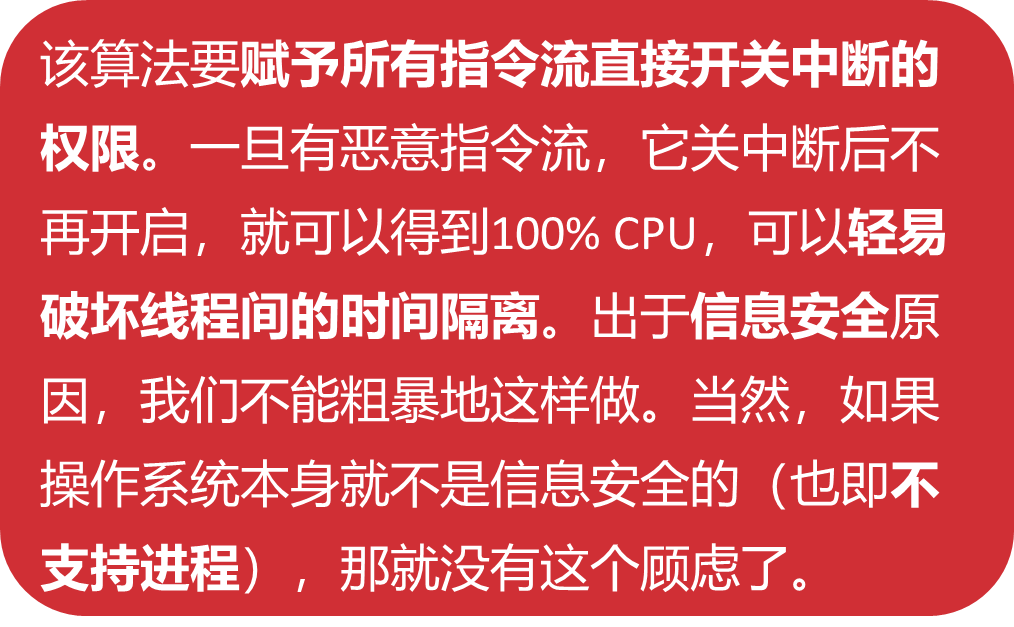 该算法要赋予所有指令流直接开关中断的
权限。一旦有恶意指令流，它关中断后不
再开启，就可以得到100% CPU，可以轻易
破坏线程间的时间隔离。出于信息安全原
因，我们不能粗暴地这样做。当然，如果
操作系统本身就不是信息安全的（也即不
支持进程），那就没有这个顾虑了。